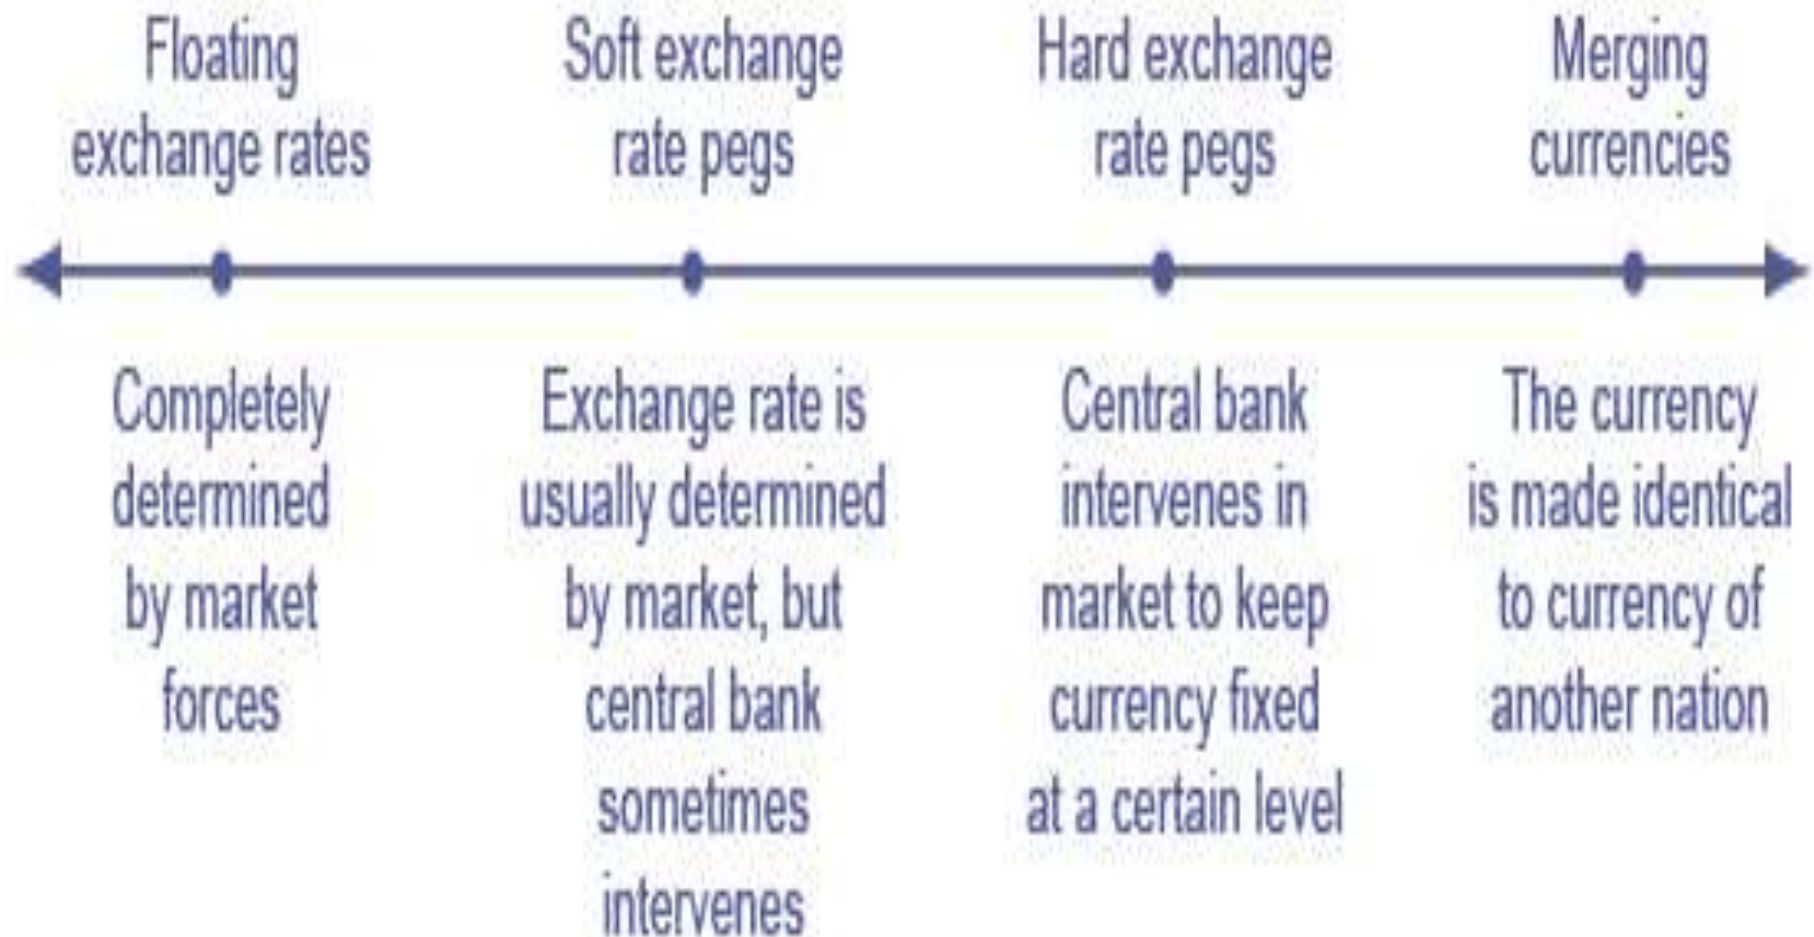 Floating
exchange rates
Soft exchange
rate pegs
Hard exchange
rate pegs
Merging
currencies
Completely
determined
by market
forces
Exchange rate is
usually determined
by market, but
central bank
sometimes
intervenes
Central bank
intervenes in
market to keep
currency fixed
at a certain level
The currency
is made identical
to currency of
another nation